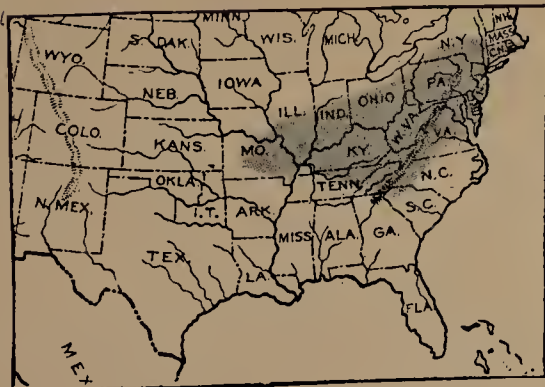 MINN.
WIS.
MICH.
N.Y.
N.H.
MASS.
CN.R.
WYO.
S. DAK.
IOWA
PA.
NEB.
ILL.
IND.
OHIO
W.VA.
VA.
COLO.
KANS.
MO.
KY.
N.C.
OKLA.
TENN.
S.C.
N. MEX.
I.T.
ARK.
MISS.
ALA.
GA.
TEX.
LA.
FLA.
MEX